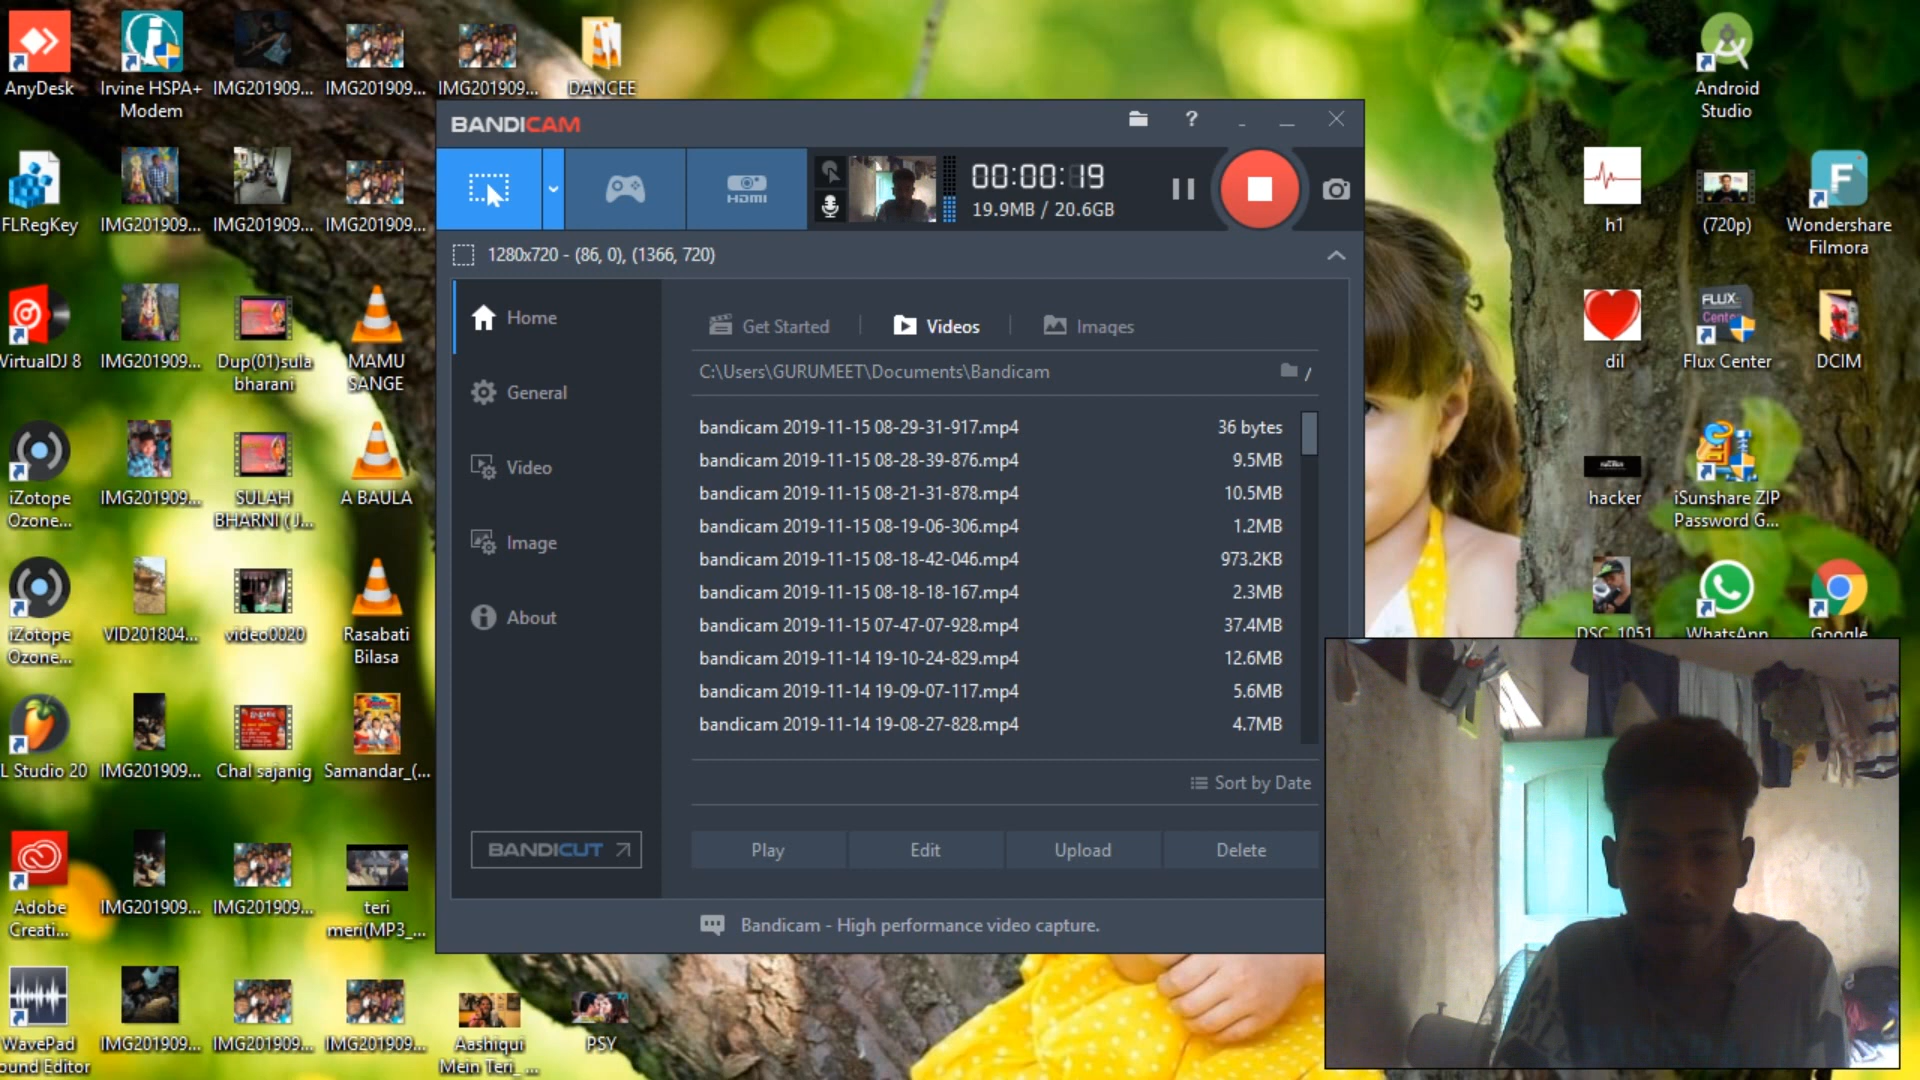 AnyDesk
Irvine HSPA+
Modem
IMG201909...
IMG201909...
IMG201909...
DANCEE
Android
Studio
BANDICAM
?
HDMI
00:00:19
19.9MB / 20.6GB
1280x720 - (86, 0), (1366, 720)
FLRegKey
IMG201909...
IMG201909...
IMG201909...
h1
(720p)
Wondershare
Filmora
Home
General
Video
Image
About
BANDICUT
Get Started
Videos
Images
C:\Users\GURUMEET\Documents\Bandicam
/
bandicam 2019-11-15 08-29-31-917.mp4 36 bytes
bandicam 2019-11-15 08-28-39-876.mp4 9.5MB
bandicam 2019-11-15 08-21-31-878.mp4 10.5MB
bandicam 2019-11-15 08-19-06-306.mp4 1.2MB
bandicam 2019-11-15 08-18-42-046.mp4 973.2KB
bandicam 2019-11-15 08-18-18-167.mp4 2.3MB
bandicam 2019-11-15 07-47-07-928.mp4 37.4MB
bandicam 2019-11-14 19-10-24-829.mp4 12.6MB
bandicam 2019-11-14 19-09-07-117.mp4 5.6MB
bandicam 2019-11-14 19-08-27-828.mp4 4.7MB
Sort by Date
Play
Edit
Upload
Delete
Bandicam - High performance video capture.
VirtualDJ 8
IMG201909...
Dup(01)sula
bharani
MAMU
SANGE
dil
FLUX
Center
Flux Center
DCIM
iZotope
Ozone...
IMG201909...
SULAH
BHARNI (J...
A BAULA
hacker
iSunshare ZIP
Password G...
iZotope
Ozone...
VID201804...
video0020
Rasabati
Bilasa
DSC_1051
WhatsApp
Google
L Studio 20
IMG201909...
Chal sajanig
Samandar_(...
Adobe
Creati...
IMG201909...
IMG201909...
teri
meri(MP3_...
WavePad
ound Editor
IMG201909...
IMG201909...
IMG201909...
Aashiqui
Mein Teri_ ...
PSY